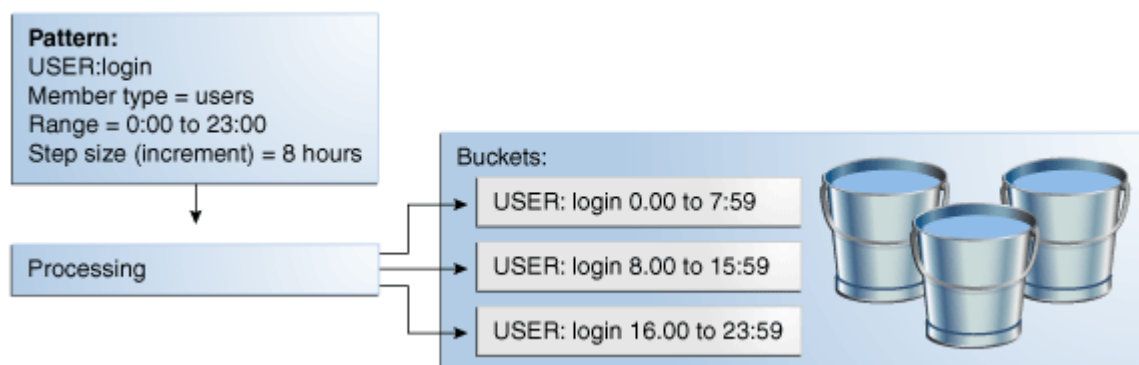 Pattern:
USER:login
Member type = users
Range = 0:00 to 23:00
Step size (increment) = 8 hours
Processing
Buckets:
USER: login 0.00 to 7:59
USER: login 8.00 to 15:59
USER: login 16.00 to 23:59